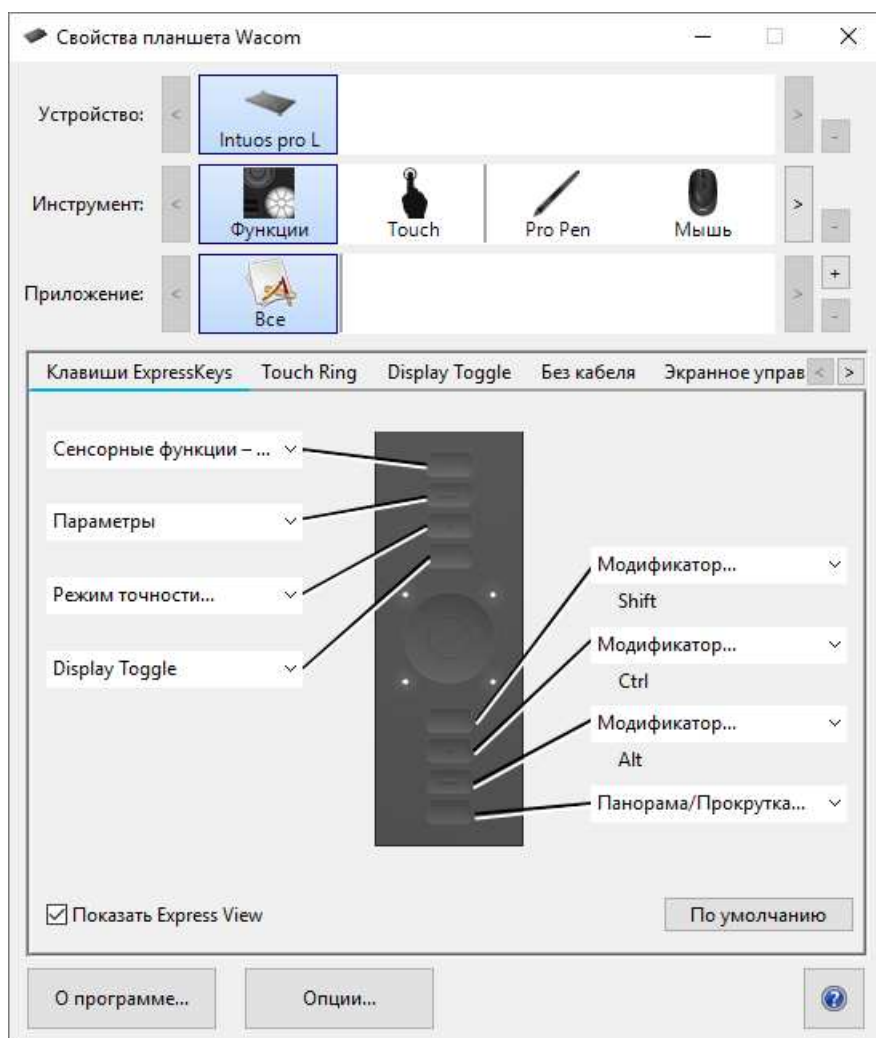 Свойства планшета Wacom
Устройство:
Intuos pro L
Инструмент:
Функции
Touch
Pro Pen
Мышь
Приложение:
Все
Клавиши ExpressKeys
Touch Ring
Display Toggle
Без кабеля
Экранное управ
Сенсорные функции – ...
Параметры
Режим точности...
Display Toggle
Модификатор...
Shift
Модификатор...
Ctrl
Модификатор...
Alt
Панорама/Прокрутка...
Показать Express View
По умолчанию
О программе...
Опции...